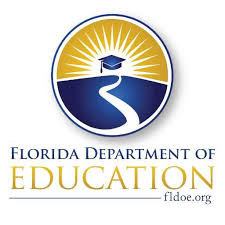 FLORIDA DEPARTMENT OF
EDUCATION
fldoe.org